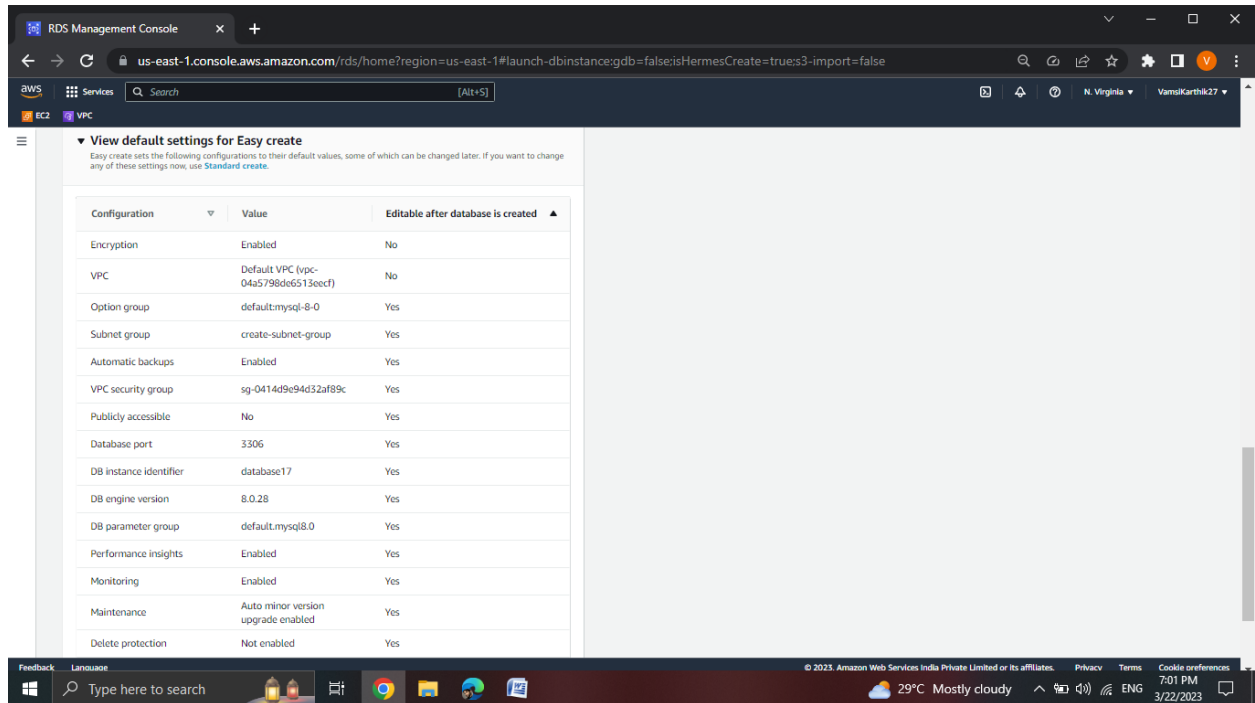 RDS Management Console
us-east-1.console.aws.amazon.com/rds/home?region=us-east-1#launch-dbinstance:gdb=false;isHermesCreate=true;s3-import=false
V
aws Services Search [Alt+S] N. Virginia ▼ VamsiKarthik27 ▼
EC2 VPC
▼ View default settings for Easy create
Easy create sets the following configurations to their default values, some of which can be changed later. If you want to change
any of these settings now, use Standard create.
Configuration Value Editable after database is created
Encryption Enabled No
VPC Default VPC (vpc-
04a5798de6513eecf) No
Option group default:mysql-8-0 Yes
Subnet group create-subnet-group Yes
Automatic backups Enabled Yes
VPC security group sg-0414d9e94d32af89c Yes
Publicly accessible No Yes
Database port 3306 Yes
DB instance identifier database17 Yes
DB engine version 8.0.28 Yes
DB parameter group default.mysql8.0 Yes
Performance insights Enabled Yes
Monitoring Enabled Yes
Maintenance Auto minor version
upgrade enabled Yes
Delete protection Not enabled Yes
Feedback Language © 2023, Amazon Web Services India Private Limited or its affiliates. Privacy Terms Cookie preferences
Type here to search 29°C Mostly cloudy ENG 7:01 PM
3/22/2023